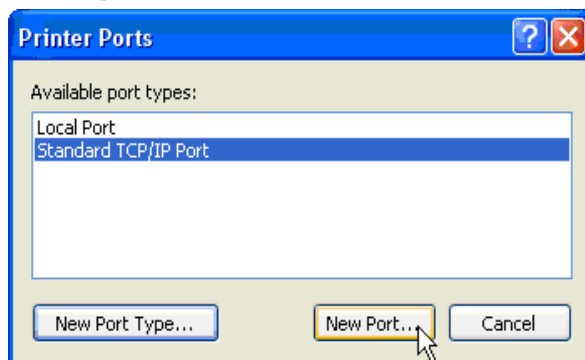 Printer Ports
Available port types:
Local Port
Standard TCP/IP Port
New Port Type... New Port... Cancel